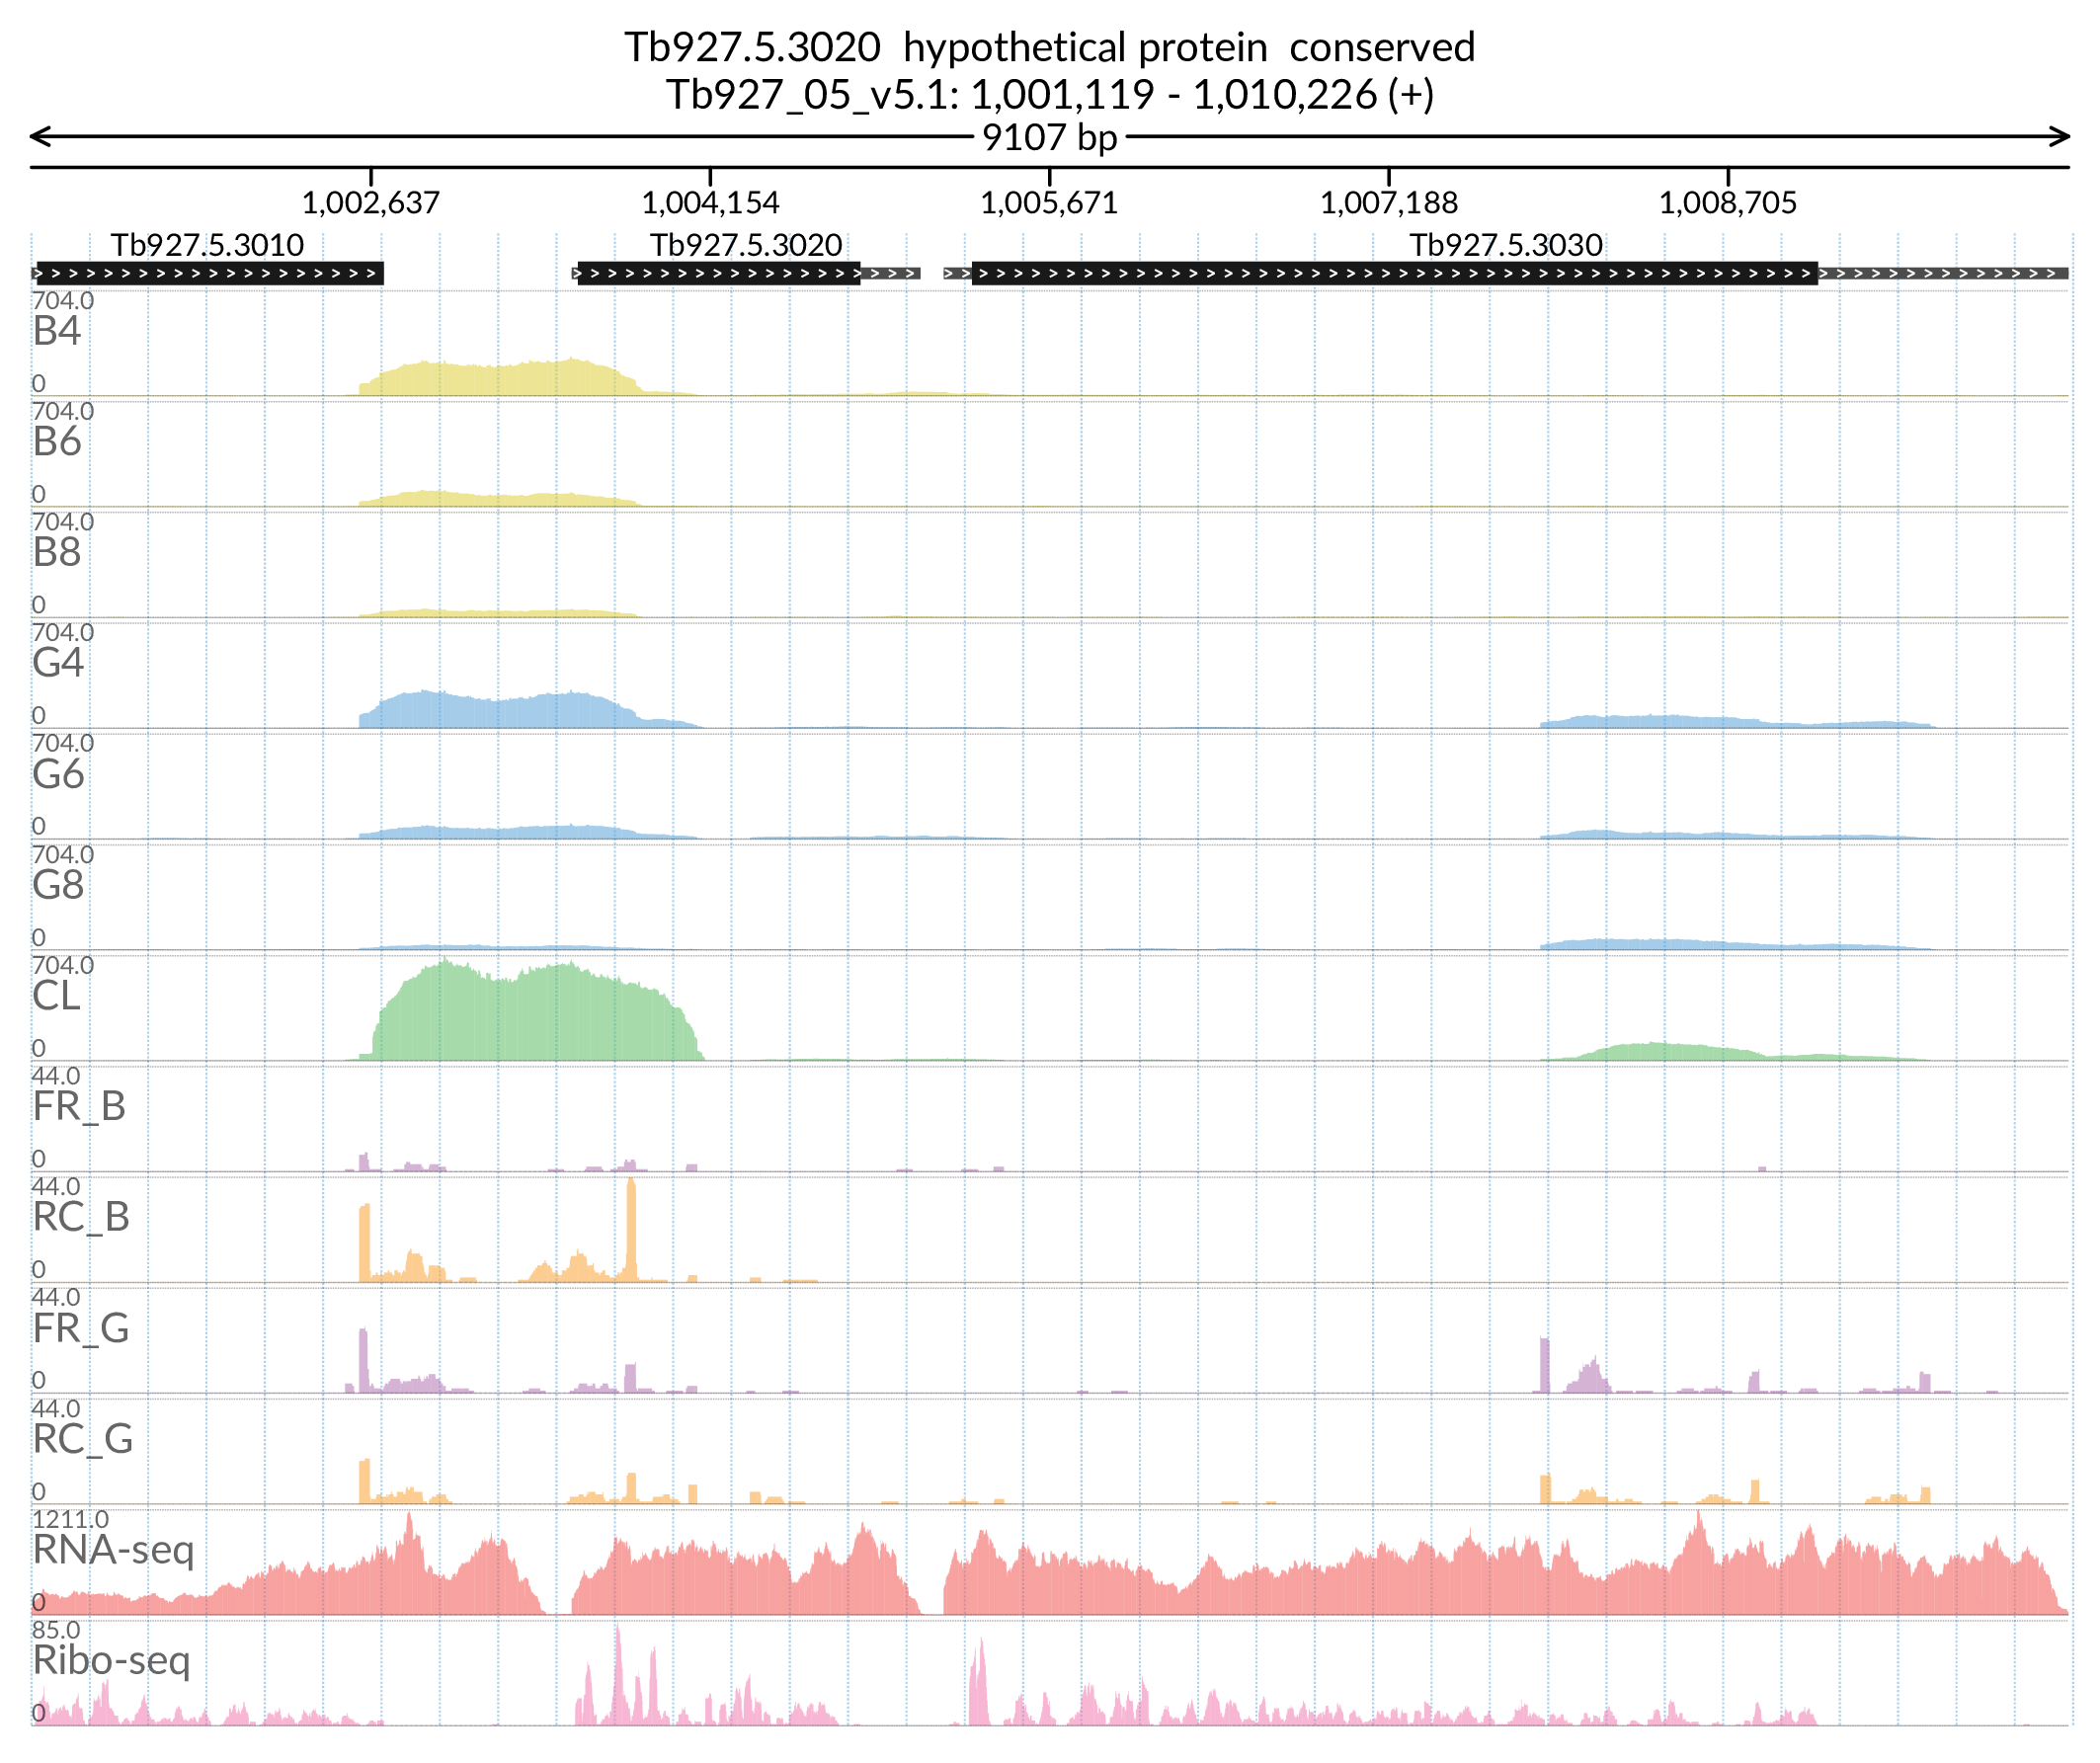 Tb927.5.3020  hypothetical protein  conserved
Tb927_05_v5.1: 1,001,119 - 1,010,226 (+)
9107 bp
1,002,637 1,004,154 1,005,671 1,007,188 1,008,705
Tb927.5.3010 Tb927.5.3020 Tb927.5.3030
704.0
B4
0
704.0
B6
0
704.0
B8
0
704.0
G4
0
704.0
G6
0
704.0
G8
0
704.0
CL
0
44.0
FR_B
0
44.0
RC_B
0
44.0
FR_G
0
44.0
RC_G
0
1211.0
RNA-seq
0
85.0
Ribo-seq
0